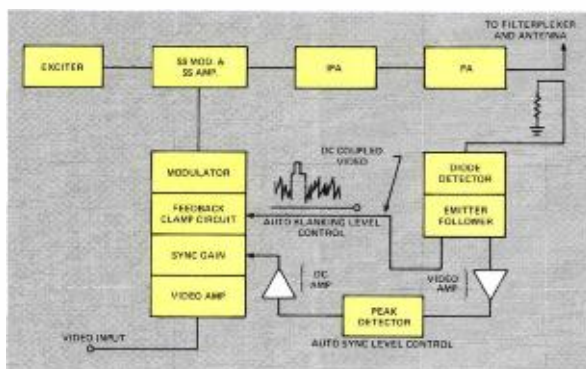 TO FILTERPLEXER
AND ANTENNA
EXCITER
SS MOD. &
SS AMP.
IPA
PA
DC COUPLED
VIDEO
MODULATOR
FEEDBACK
CLAMP CIRCUIT
SYNC GAIN
VIDEO AMP
DIODE
DETECTOR
EMITTER
FOLLOWER
AUTO BLANKING LEVEL
CONTROL
DC
AMP
VIDEO
AMP
PEAK
DETECTOR
AUTO SYNC LEVEL CONTROL
VIDEO INPUT